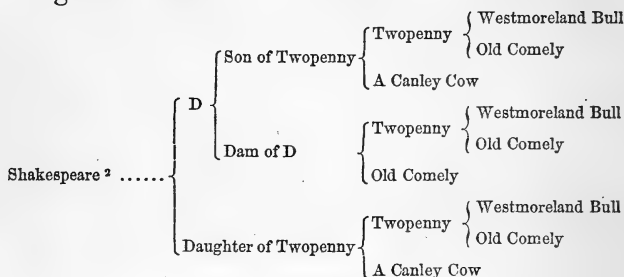 Westmoreland Bull
Twopenny
Old Comely
Son of Twopenny
A Canley Cow
D
Westmoreland Bull
Twopenny
Old Comely
Dam of D
Old Comely
Shakespeare ² ......
Westmoreland Bull
Twopenny
Old Comely
Daughter of Twopenny
A Canley Cow